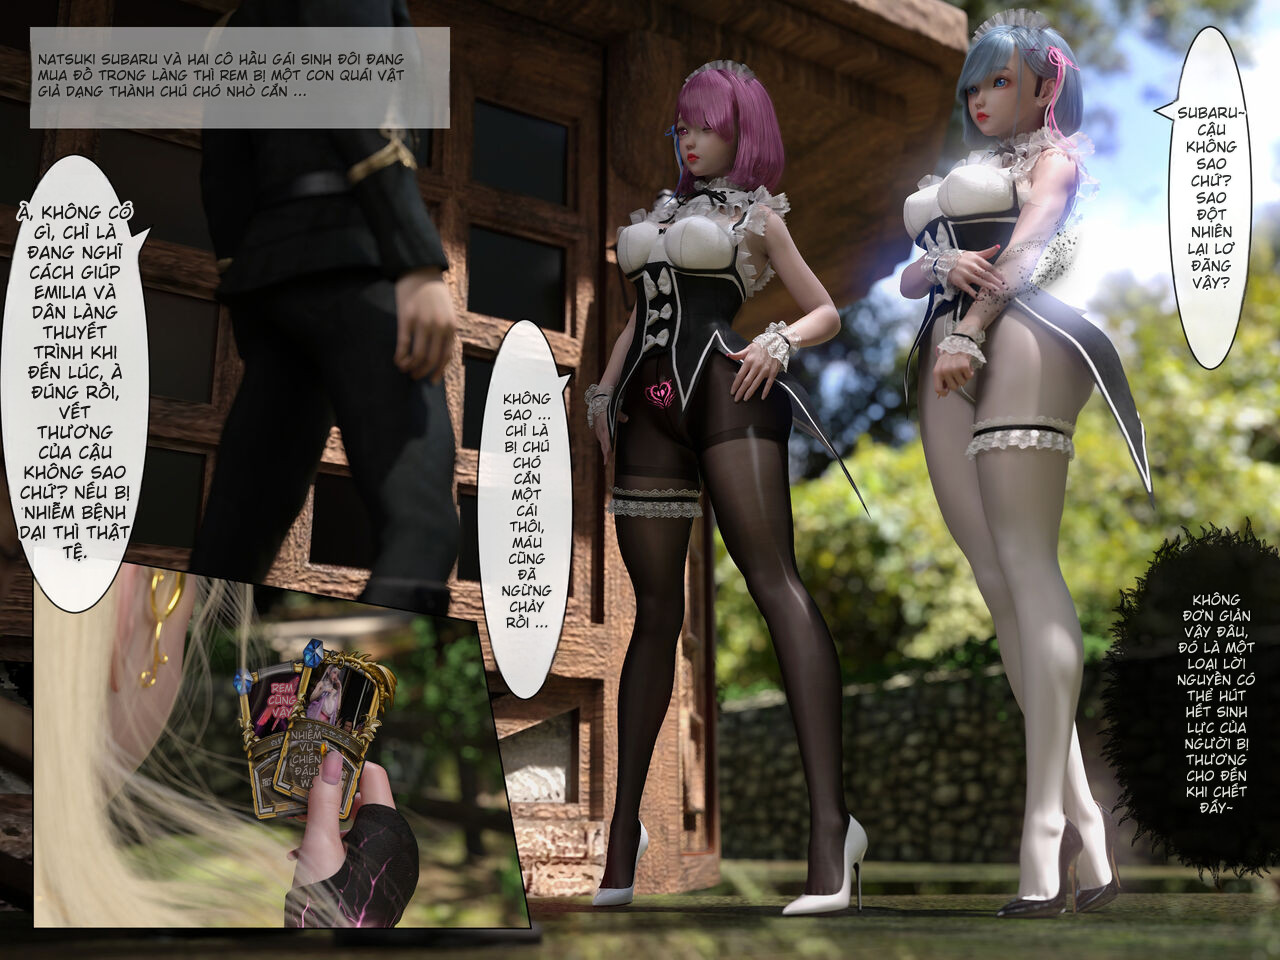 NATSUKI SUBARU VÀ HAI CÔ HẦU GÁI SINH ĐÔI ĐANG
MUA ĐỒ TRONG LÀNG THÌ REM BỊ MỘT CON QUÁI VẬT
GIẢ DẠNG THÀNH CHÚ CHÓ NHỎ CẮN ...
SUBARU~
CẬU
KHÔNG
SAO
CHỨ?
SAO
ĐỘT
NHIÊN
LẠI LƠ
ĐÃNG
VẬY?
À, KHÔNG CÓ
GÌ, CHỈ LÀ
ĐANG NGHĨ
CÁCH GIÚP
EMILIA VÀ
DÂN LÀNG
THUYẾT
TRÌNH KHI
ĐẾN LÚC, À
ĐÚNG RỒI,
VẾT
THƯƠNG
CỦA CẬU
KHÔNG SAO
CHỨ? NẾU BỊ
NHIỄM BỆNH
DẠI THÌ THẬT
TỆ.
KHÔNG
SAO ...
CHỈ LÀ
BỊ CHÚ
CHÓ
CẮN
MỘT
CÁI
THÔI,
MÁU
CŨNG
ĐÃ
NGỪNG
CHẢY
RỒI ...
KHÔNG
ĐƠN GIẢN
VẬY ĐÂU,
ĐÓ LÀ MỘT
LOẠI LỜI
NGUYỀN CÓ
THỂ HÚT
HẾT SINH
LỰC CỦA
NGƯỜI BỊ
THƯƠNG
CHO ĐẾN
KHI CHẾT
ĐẤY~
REM
CŨNG
VẬY
NHIỆM
VỤ
CHIẾN
ĐẤU: